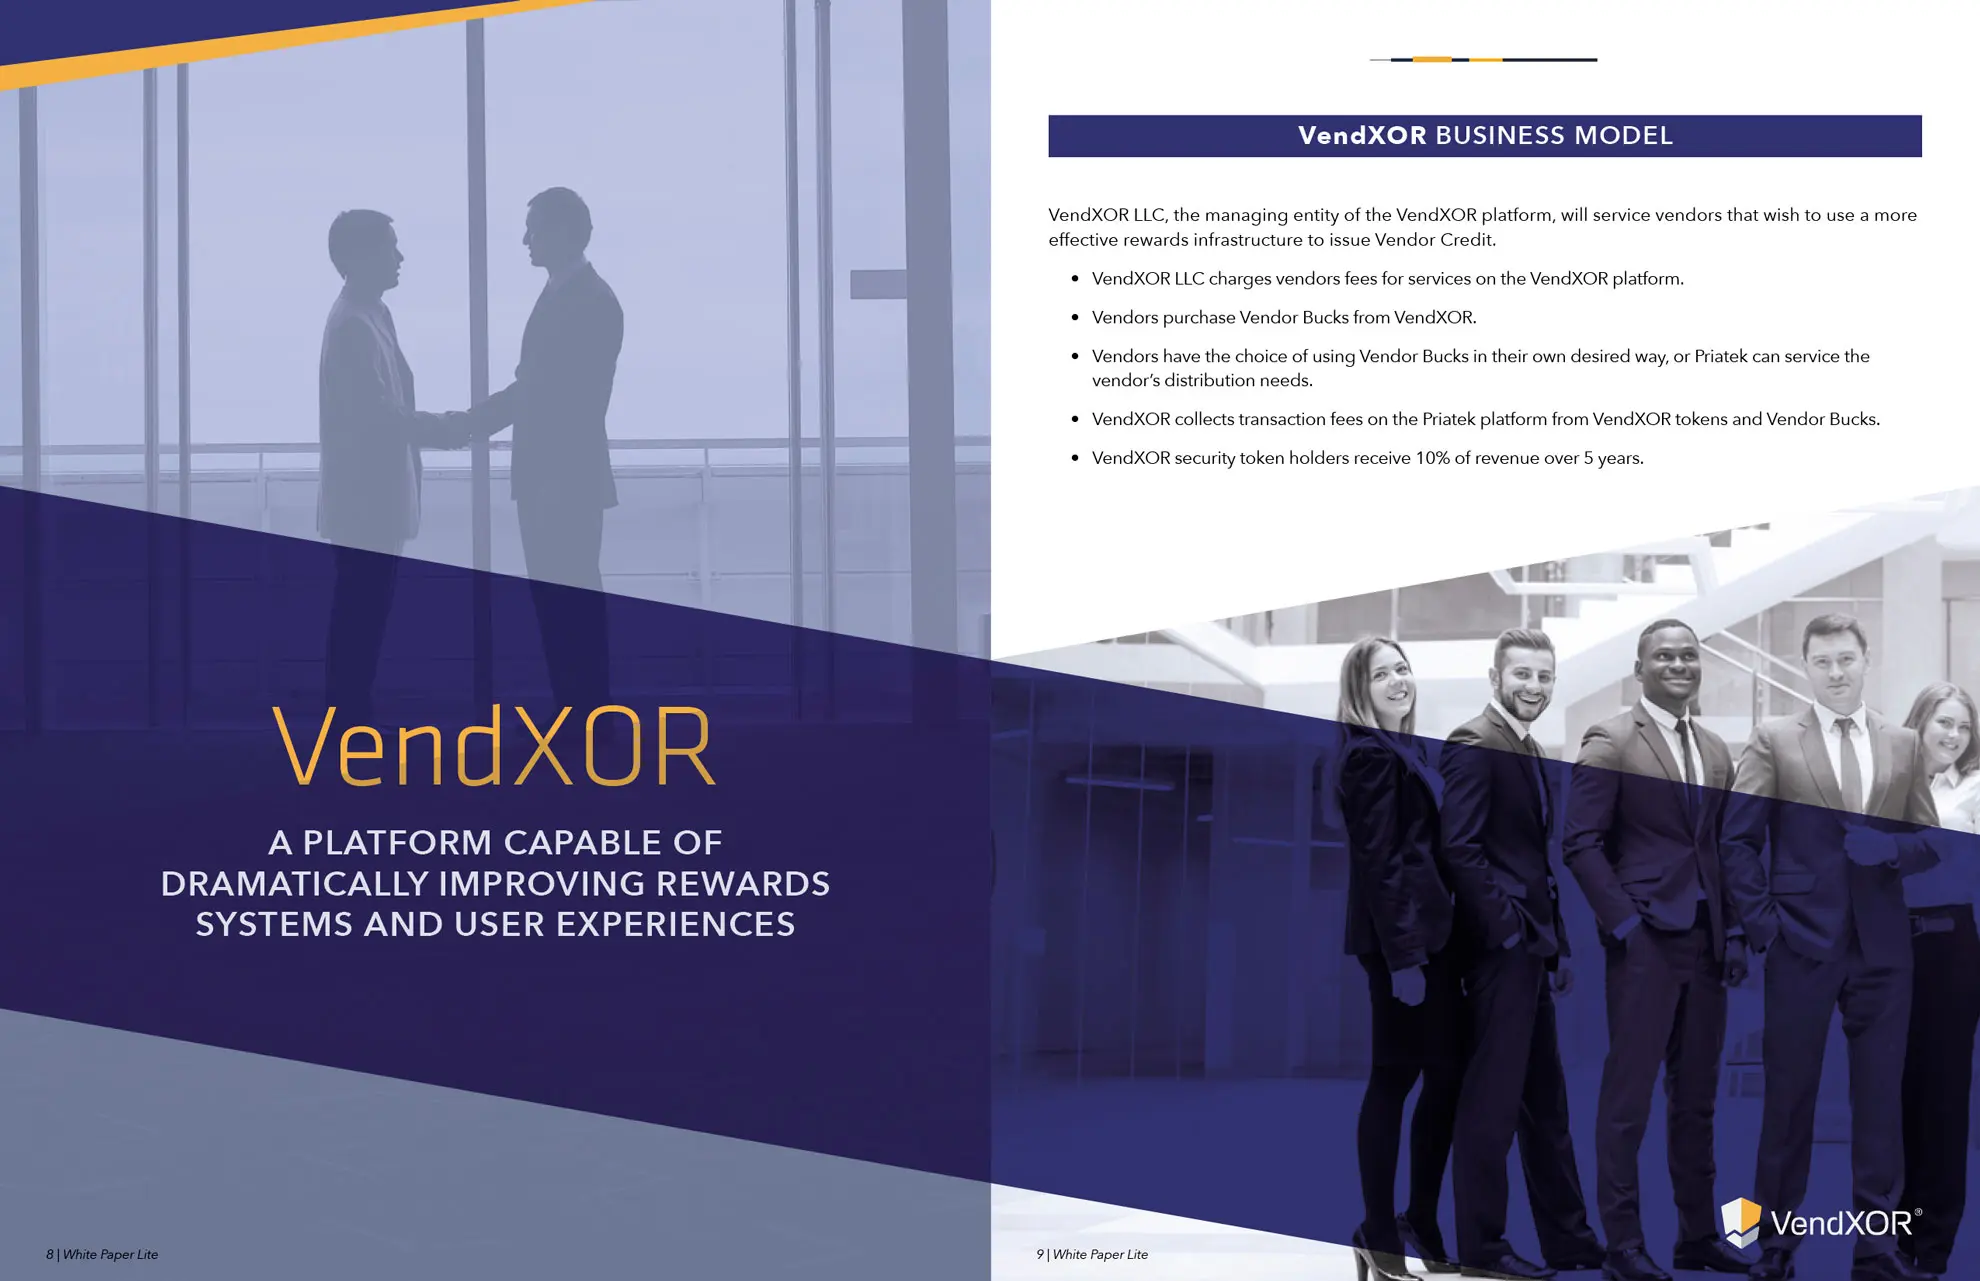 VendXOR
A PLATFORM CAPABLE OF
DRAMATICALLY IMPROVING REWARDS
SYSTEMS AND USER EXPERIENCES
8 | White Paper Lite
VendXOR BUSINESS MODEL
VendXOR LLC, the managing entity of the VendXOR platform, will service vendors that wish to use a more
effective rewards infrastructure to issue Vendor Credit.
• VendXOR LLC charges vendors fees for services on the VendXOR platform.
• Vendors purchase Vendor Bucks from VendXOR.
• Vendors have the choice of using Vendor Bucks in their own desired way, or Priatek can service the
vendor’s distribution needs.
• VendXOR collects transaction fees on the Priatek platform from VendXOR tokens and Vendor Bucks.
• VendXOR security token holders receive 10% of revenue over 5 years.
VendXOR®
9 | White Paper Lite